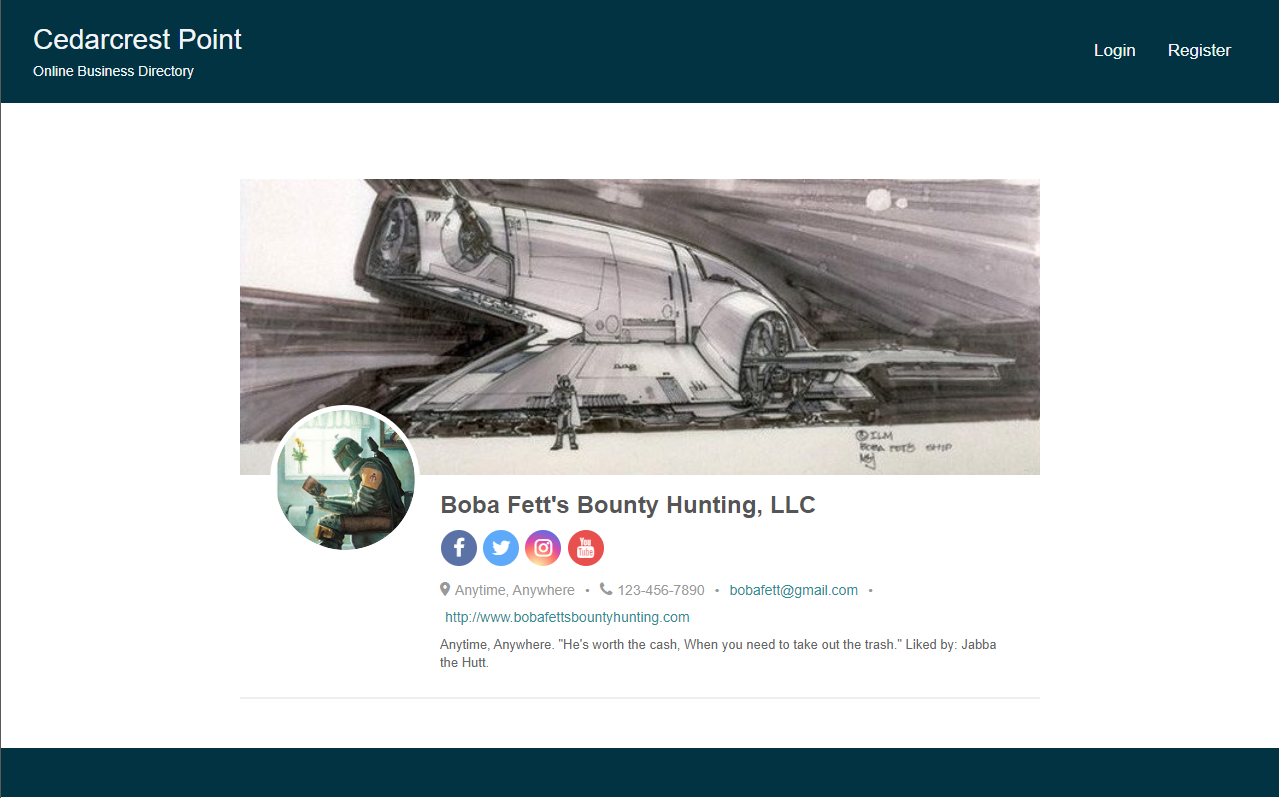 Cedarcrest Point
Online Business Directory
Login Register
©ILM
BOBA FETT'S SHIP
Boba Fett's Bounty Hunting, LLC
You
Tube
Anytime, Anywhere • 123-456-7890 • bobafett@gmail.com •
http://www.bobafettsbountyhunting.com
Anytime, Anywhere. "He's worth the cash, When you need to take out the trash." Liked by: Jabba
the Hutt.